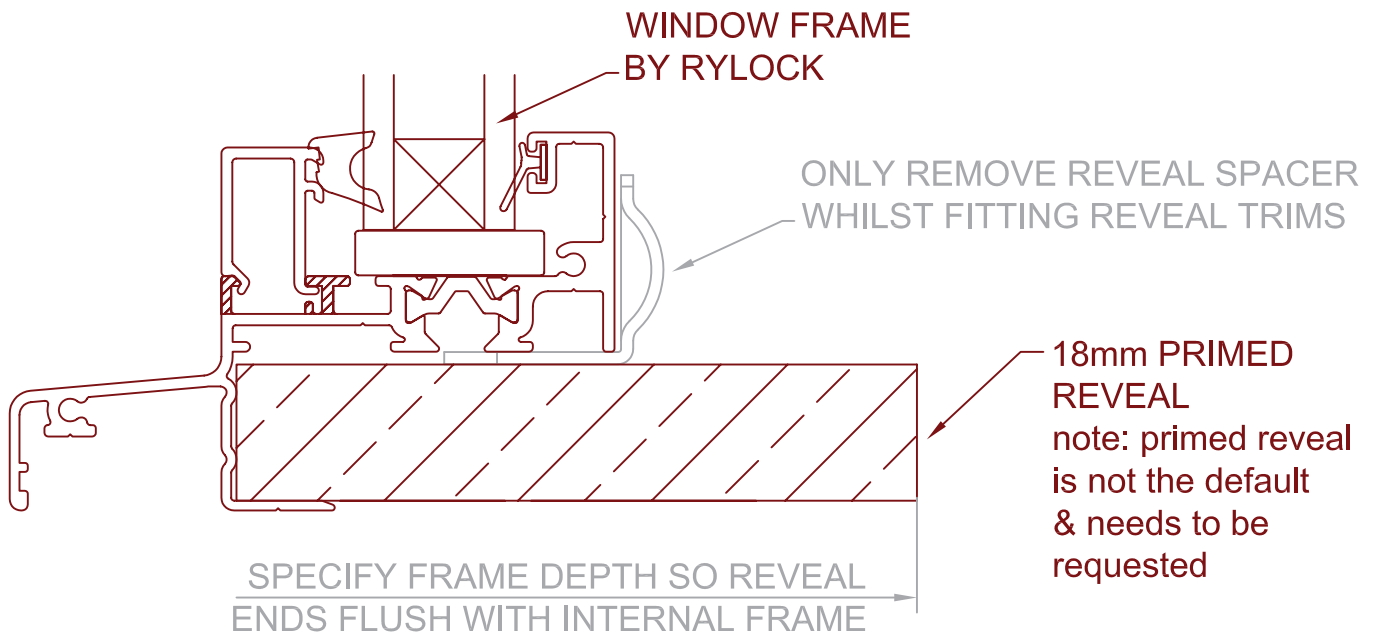 WINDOW FRAME
BY RYLOCK
ONLY REMOVE REVEAL SPACER
WHILST FITTING REVEAL TRIMS
18mm PRIMED
REVEAL
note: primed reveal
is not the default
& needs to be
requested
SPECIFY FRAME DEPTH SO REVEAL
ENDS FLUSH WITH INTERNAL FRAME